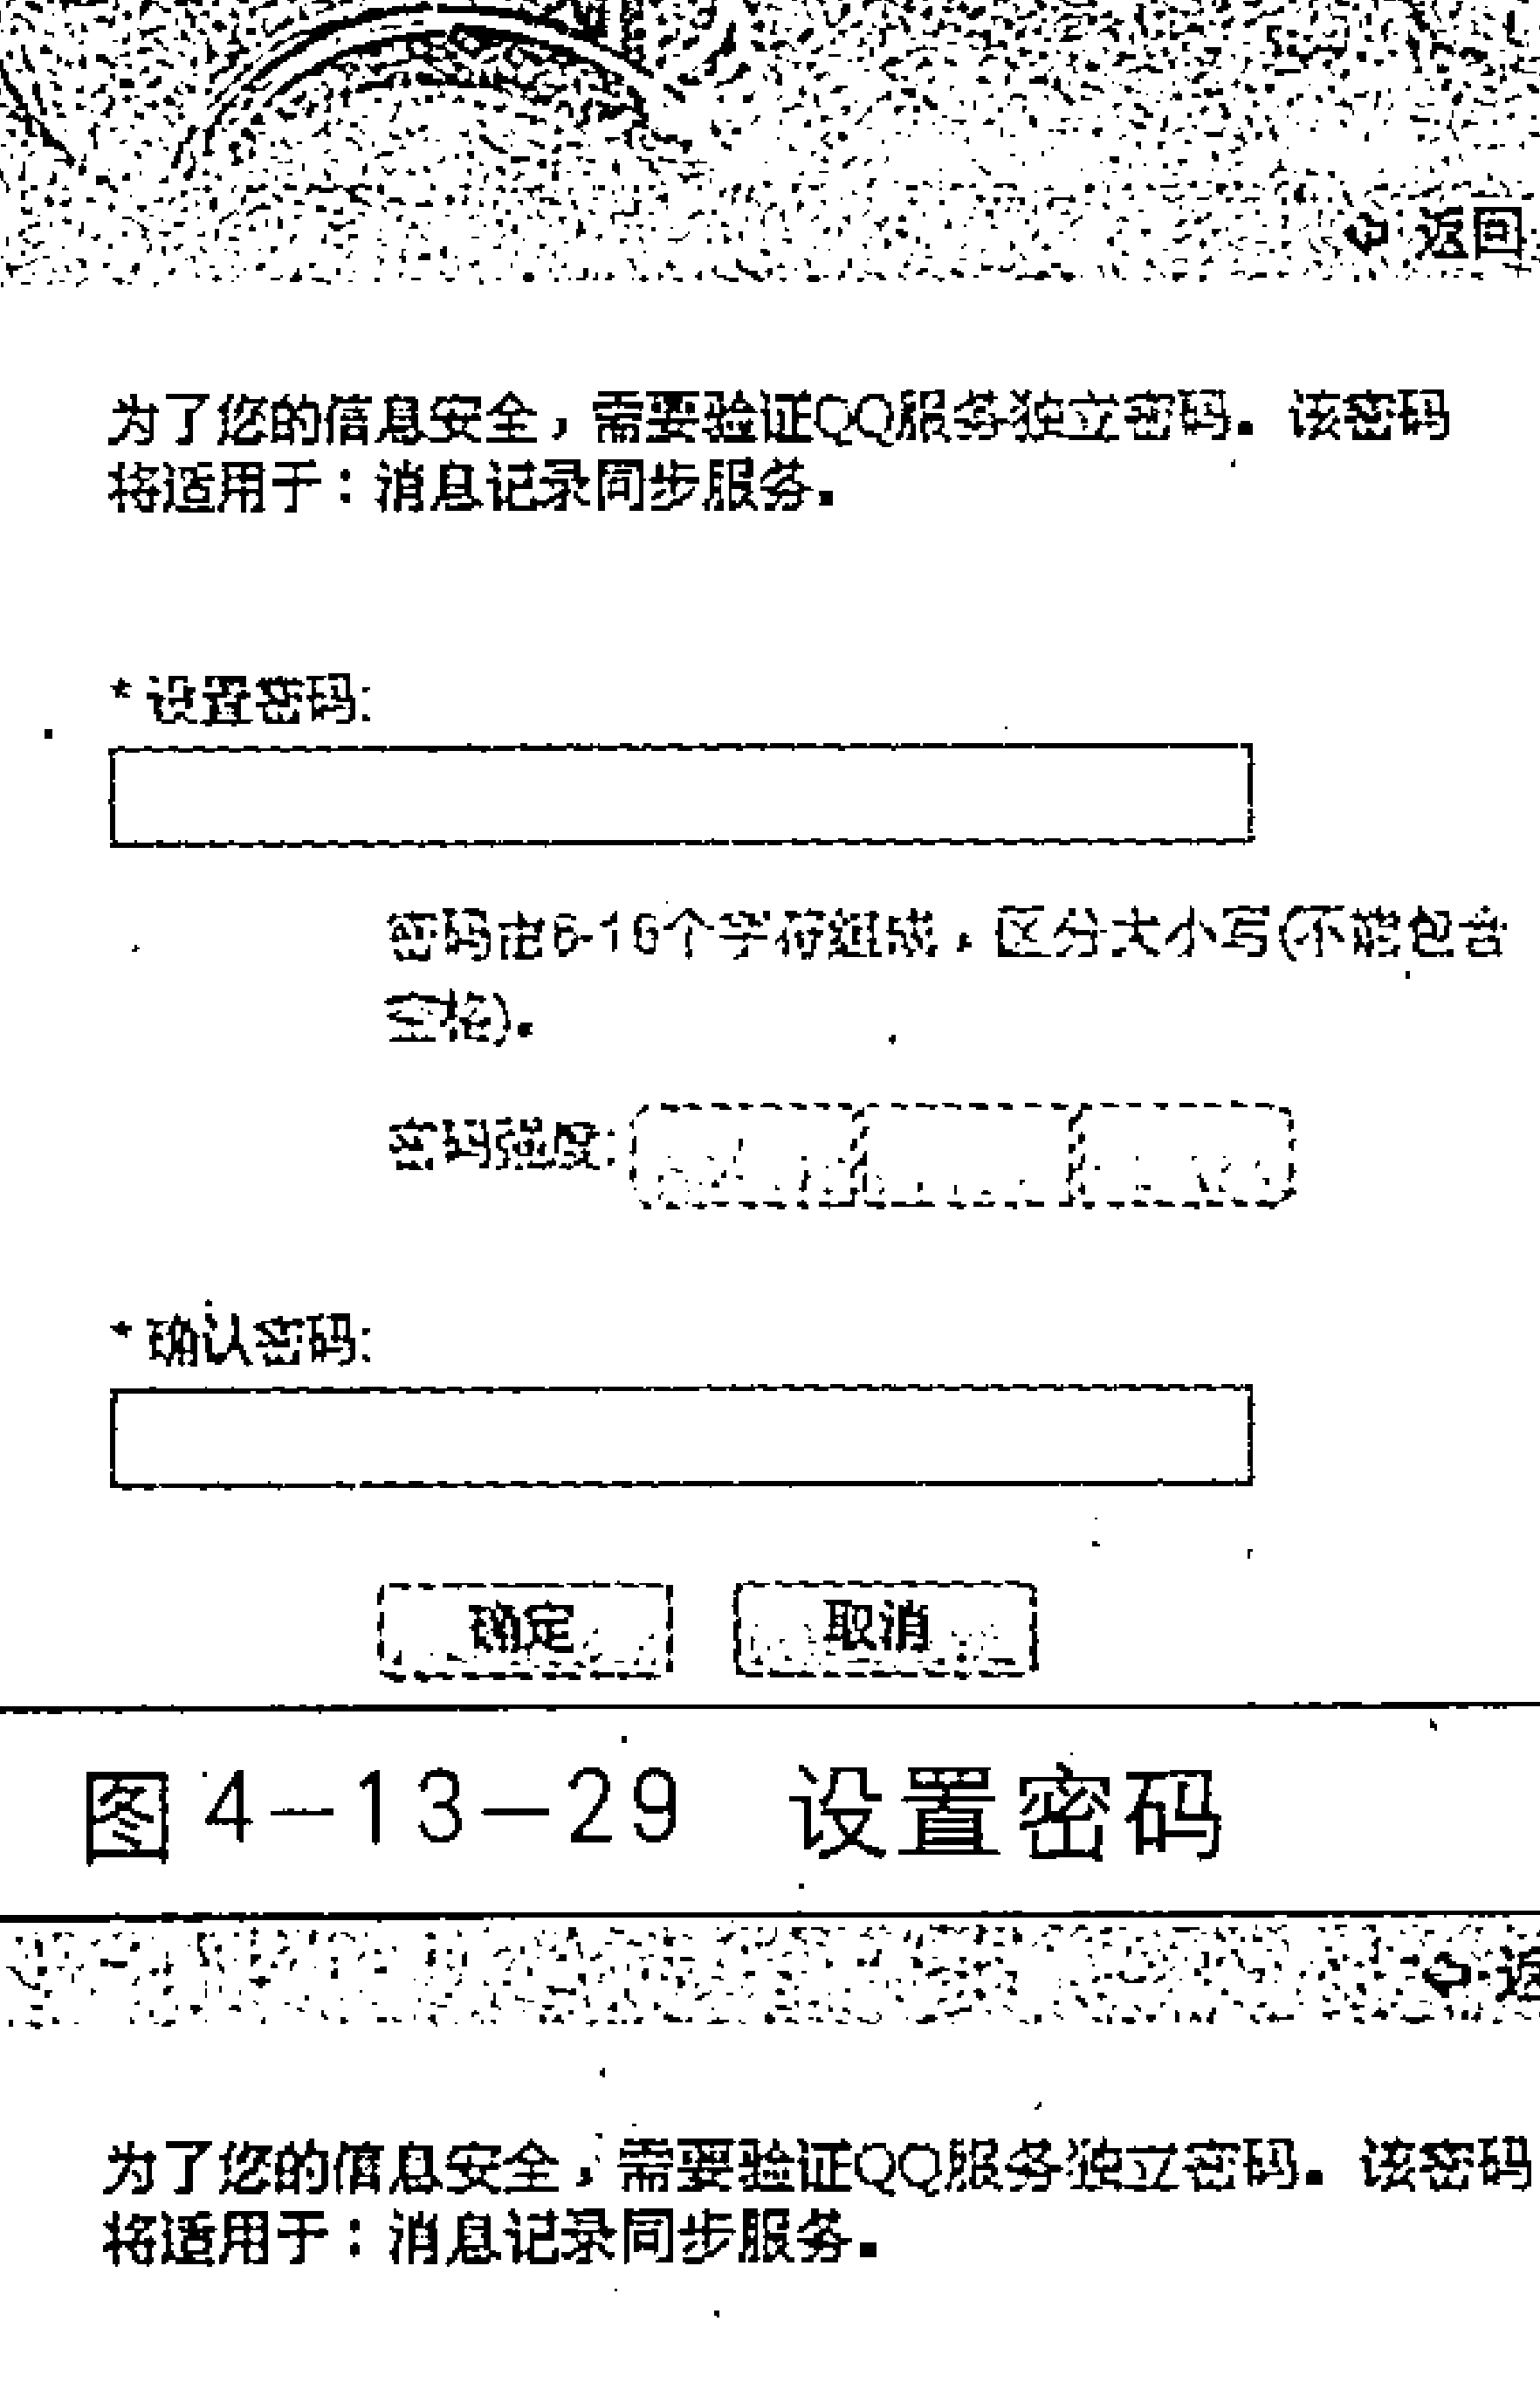 返回
为了您的信息安全，需要验证QQ服务独立密码。该密码
将适用于：消息记录同步服务。
* 设置密码:
密码由6-16个字符组成，区分大小写(不能包含
空格)。
密码强度:
* 确认密码:
确定 取消
图4-13-29 设置密码
返
为了您的信息安全，需要验证QQ服务独立密码。该密码
将适用于：消息记录同步服务。